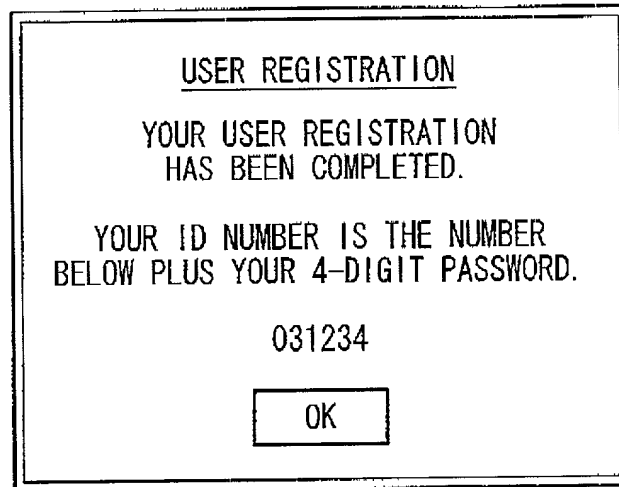 USER REGISTRATION
YOUR USER REGISTRATION
HAS BEEN COMPLETED.
YOUR ID NUMBER IS THE NUMBER
BELOW PLUS YOUR 4-DIGIT PASSWORD.
031234
OK